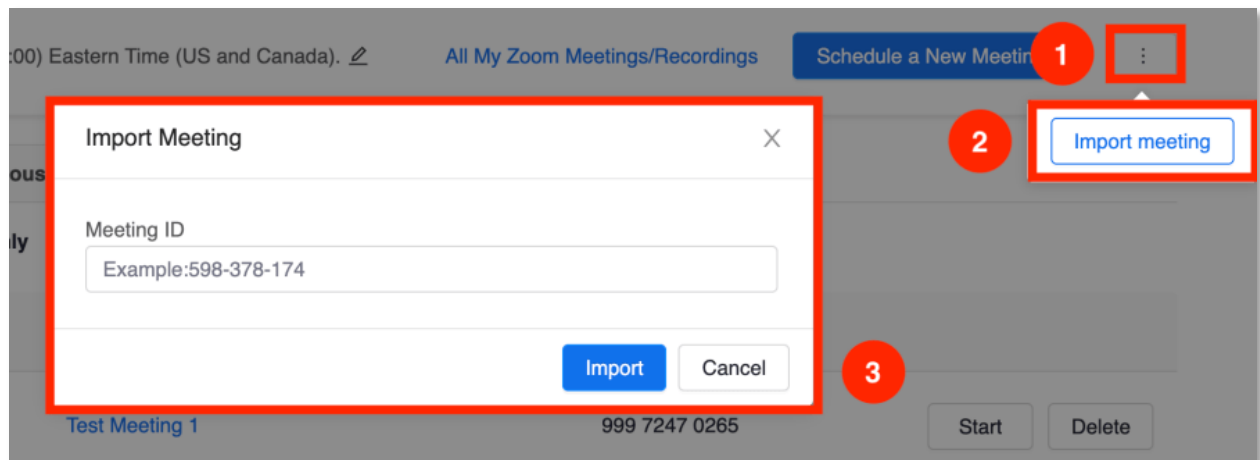 :00) Eastern Time (US and Canada).
All My Zoom Meetings/Recordings
Schedule a New Meetin
1
Import Meeting
2
Import meeting
ous
Meeting ID
ly
Example:598-378-174
Import
Cancel
3
Test Meeting 1
999 7247 0265
Start
Delete